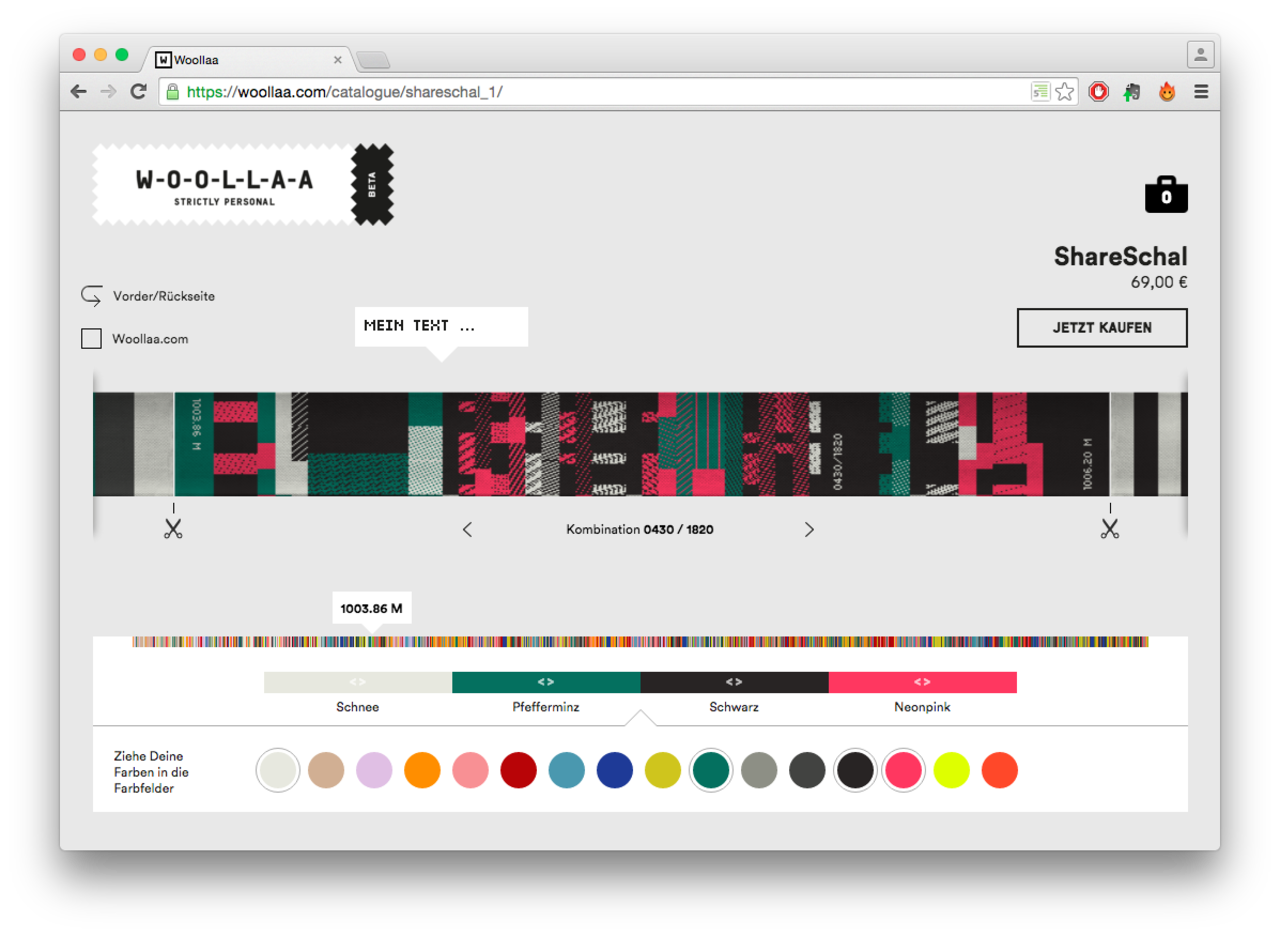 Woollaa
https://woollaa.com/catalogue/shareschal_1/
W-O-O-L-L-A-A
STRICTLY PERSONAL
BETA
0
ShareSchal
69,00 €
JETZT KAUFEN
Vorder/Rückseite
Woollaa.com
MEIN TEXT ...
1003.86 M
0430/1820
1006.20 M
Kombination 0430 / 1820
1003.86 M
< > < > < > < >
Schnee Pfefferminz Schwarz Neonpink
Ziehe Deine
Farben in die
Farbfelder